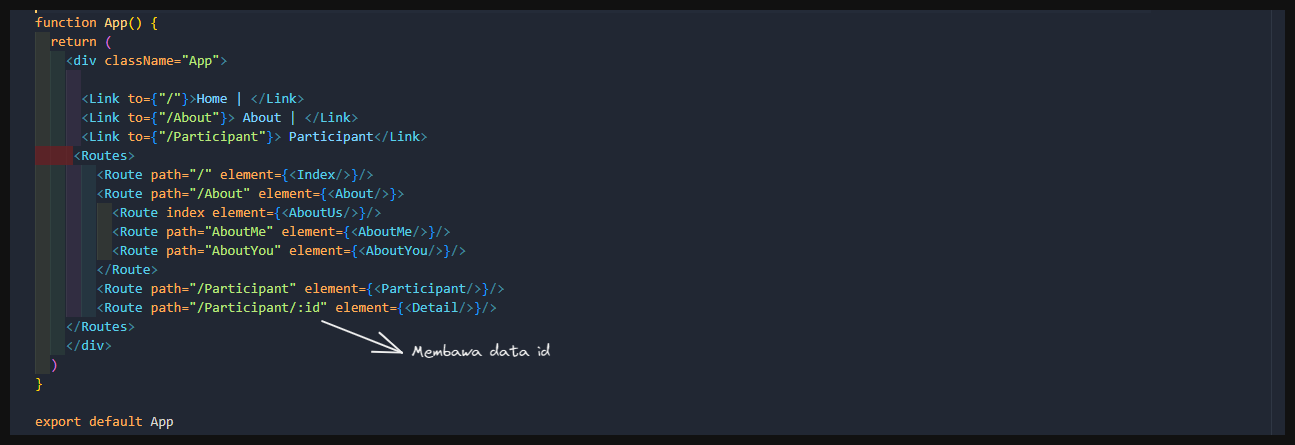 function App() {
return (
<div className="App">
<Link to={"/"}>Home | </Link>
<Link to={"/About"}> About | </Link>
<Link to={"/Participant"}> Participant</Link>
<Routes>
<Route path="/" element={<Index/>}/>
<Route path="/About" element={<About/>}>
<Route index element={<AboutUs/>}/>
<Route path="AboutMe" element={<AboutMe/>}/>
<Route path="AboutYou" element={<AboutYou/>}/>
</Route>
<Route path="/Participant" element={<Participant/>}/>
<Route path="/Participant/:id" element={<Detail/>}/>
</Routes>
</div>
Membawa data id
)
}
export default App